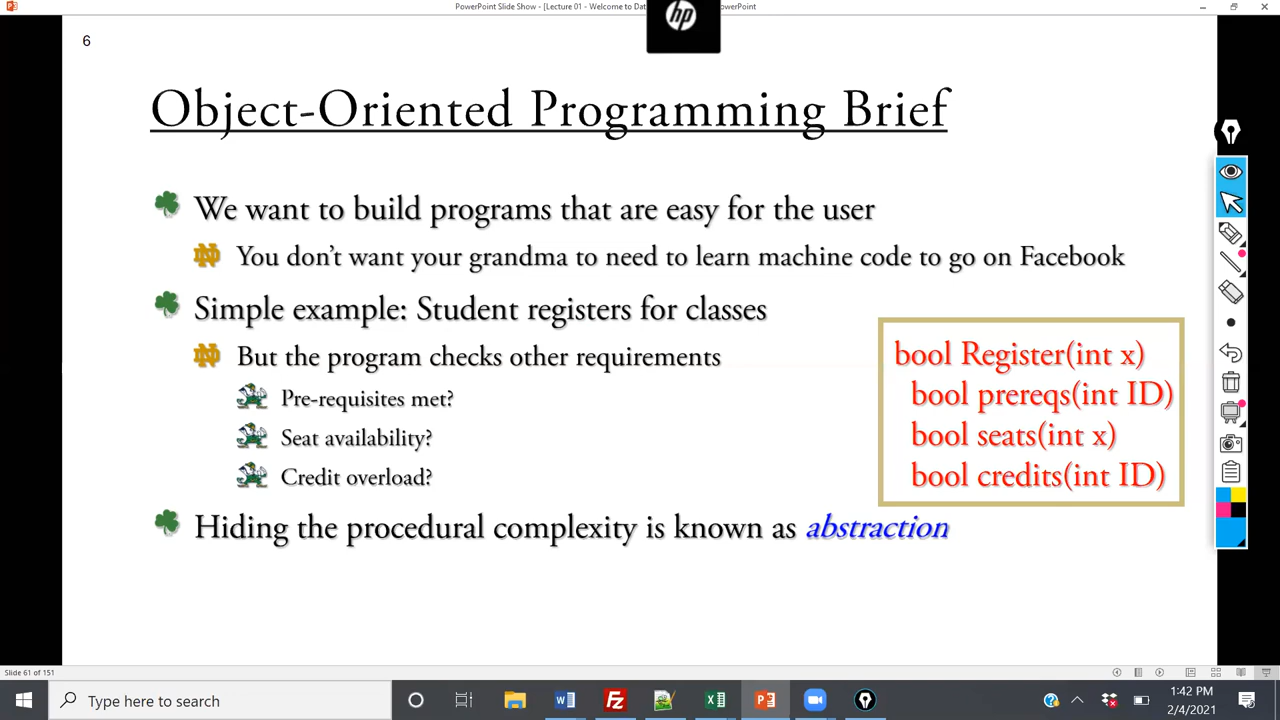 PowerPoint Slide Show - [Lecture 01 - Welcome to Dat
owerPoint
hp
6
Object-Oriented Programming Brief
We want to build programs that are easy for the user
You don't want your grandma to need to learn machine code to go on Facebook
Simple example: Student registers for classes
But the program checks other requirements
Pre-requisites met?
Seat availability?
Credit overload?
Hiding the procedural complexity is known as abstraction
bool Register(int x)
bool prereqs(int ID)
bool seats(int x)
bool credits(int ID)
Slide 61 of 151
Type here to search
1:42 PM
2/4/2021